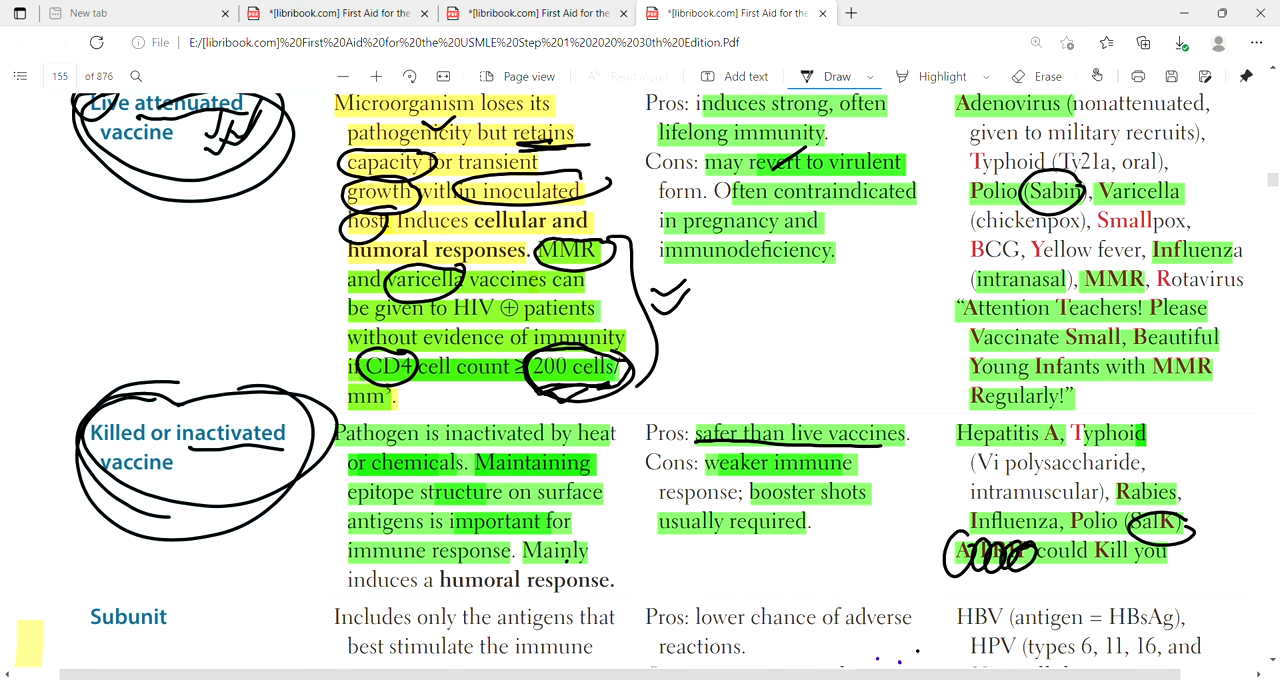 New tab
*[libribook.com] First Aid for the
*[libribook.com] First Aid for the
*[libribook.com] First Aid for the
File
E:/[libribook.com]%20First%20Aid%20for%20the%20USMLE%20Step%201%202020%2030th%20Edition.Pdf
155 of 876
Page view
Read aloud
Add text
Draw
Highlight
Erase
Live attenuated
vaccine
Microorganism loses its
pathogenicity but retains
capacity for transient
growth within inoculated
host. Induces cellular and
humoral responses. MMR
and varicella vaccines can
be given to HIV ⊕ patients
without evidence of immunity
if CD4 cell count ≥ 200 cells/
mm³.
Pros: induces strong, often
lifelong immunity.
Cons: may revert to virulent
form. Often contraindicated
in pregnancy and
immunodeficiency.
Adenovirus (nonattenuated,
given to military recruits),
Typhoid (Ty21a, oral),
Polio (Sabin), Varicella
(chickenpox), Smallpox,
BCG, Yellow fever, Influenza
(intranasal), MMR, Rotavirus
“Attention Teachers! Please
Vaccinate Small, Beautiful
Young Infants with MMR
Regularly!”
Killed or inactivated
vaccine
Pathogen is inactivated by heat
or chemicals. Maintaining
epitope structure on surface
antigens is important for
immune response. Mainly
induces a humoral response.
Pros: safer than live vaccines.
Cons: weaker immune
response; booster shots
usually required.
Hepatitis A, Typhoid
(Vi polysaccharide,
intramuscular), Rabies,
Influenza, Polio (SalK)
could Kill you
Subunit
Includes only the antigens that
best stimulate the immune
Pros: lower chance of adverse
reactions.
HBV (antigen = HBsAg),
HPV (types 6, 11, 16, and